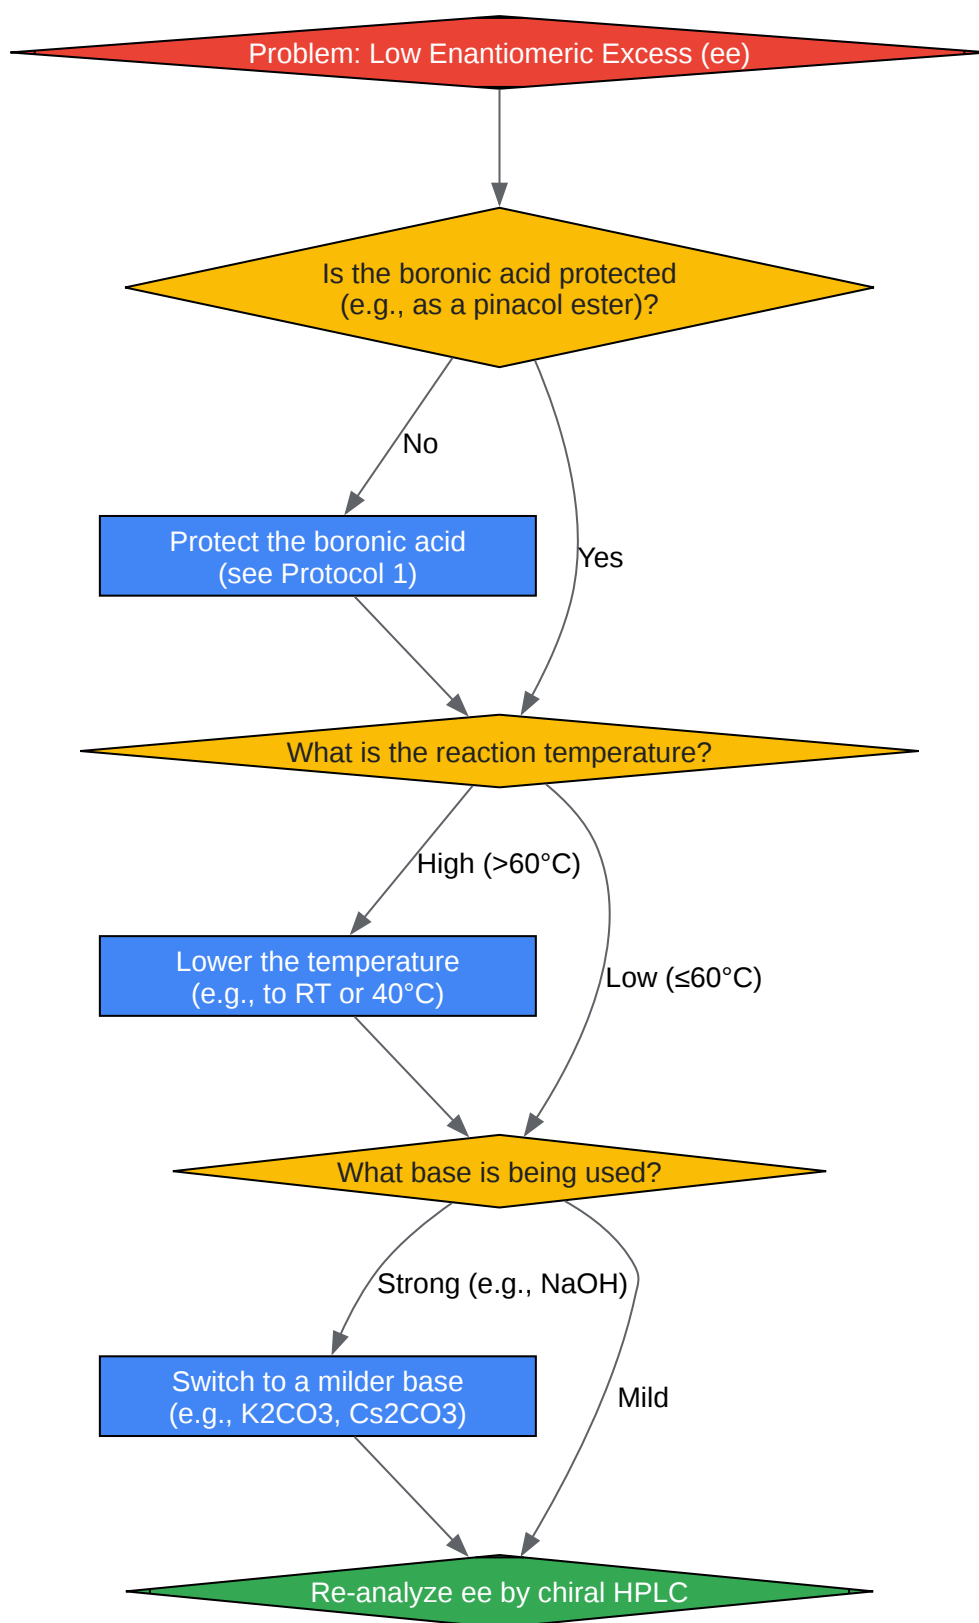 Problem: Low Enantiomeric Excess (ee)
Is the boronic acid protected
(e.g., as a pinacol ester)?
No
Protect the boronic acid
(see Protocol 1)
Yes
What is the reaction temperature?
High (>60°C)
Lower the temperature
(e.g., to RT or 40°C)
Low (≤60°C)
What base is being used?
Strong (e.g., NaOH)
Switch to a milder base
(e.g., K2CO3, Cs2CO3)
Mild
Re-analyze ee by chiral HPLC